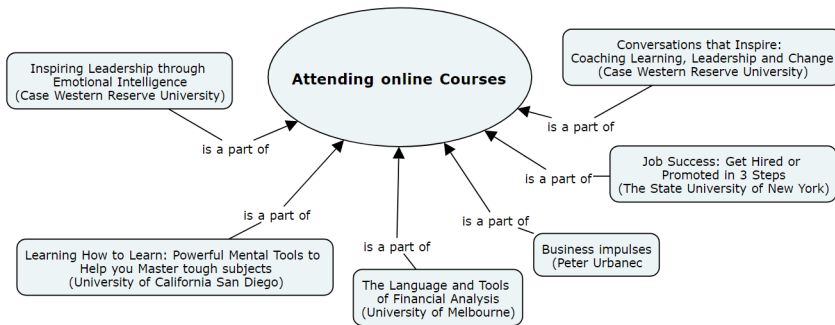 Attending online Courses
Inspiring Leadership through
Emotional Intelligence
(Case Western Reserve University)
is a part of
Conversations that Inspire:
Coaching Learning, Leadership and Change
(Case Western Reserve University)
is a part of
Job Success: Get Hired or
Promoted in 3 Steps
(The State University of New York)
is a part of
Learning How to Learn: Powerful Mental Tools to
Help you Master tough subjects
(University of California San Diego)
is a part of
The Language and Tools
of Financial Analysis
(University of Melbourne)
is a part of
Business impulses
(Peter Urbanec
is a part of